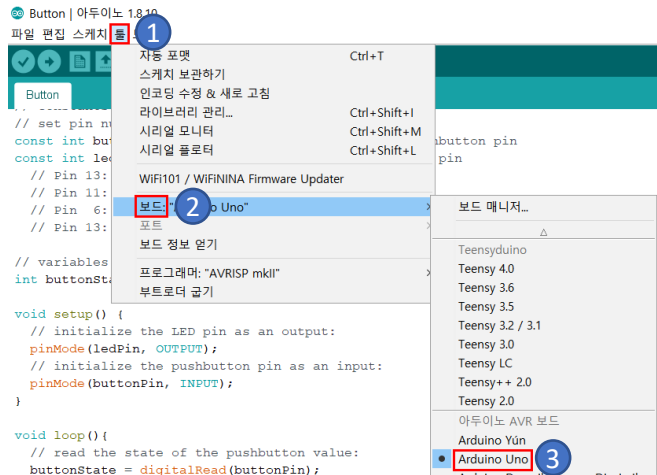 Button | 아두이노 1.8.10
파일 편집 스케치 툴
1
자동 포맷 Ctrl+T
스케치 보관하기
인코딩 수정 & 새로 고침
라이브러리 관리... Ctrl+Shift+I
시리얼 모니터 Ctrl+Shift+M
시리얼 플로터 Ctrl+Shift+L
WiFi101 / WiFiNINA Firmware Updater
보드: " o Uno"
2
포트
보드 정보 얻기
프로그래머: "AVRISP mkII"
부트로더 굽기
보드 매니저...
Teensyduino
Teensy 4.0
Teensy 3.6
Teensy 3.5
Teensy 3.2 / 3.1
Teensy 3.0
Teensy LC
Teensy++ 2.0
Teensy 2.0
아두이노 AVR 보드
Arduino Yún
Arduino Uno
3
Button
// set pin nu
const int but button pin
const int led pin
// Pin 13:
// Pin 11:
// Pin 6:
// Pin 13:
// variables
int buttonSta
void setup() {
// initialize the LED pin as an output:
pinMode(ledPin, OUTPUT);
// initialize the pushbutton pin as an input:
pinMode(buttonPin, INPUT);
}
void loop(){
// read the state of the pushbutton value:
buttonState = digitalRead(buttonPin);